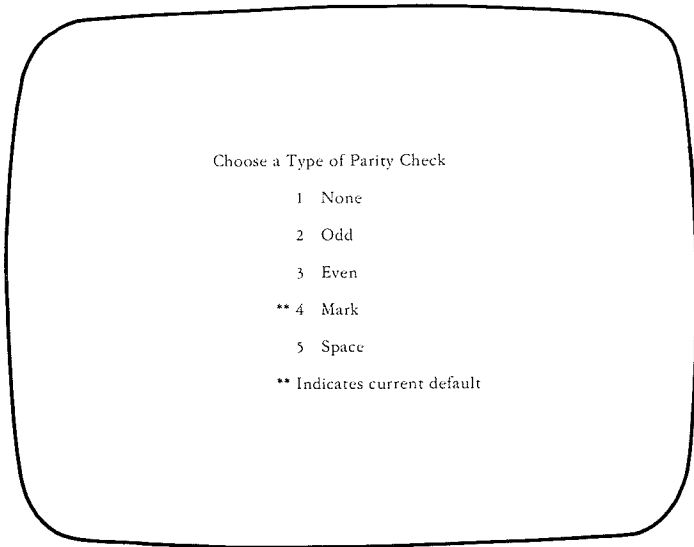 Choose a Type of Parity Check
1 None
2 Odd
3 Even
** 4 Mark
5 Space
** Indicates current default